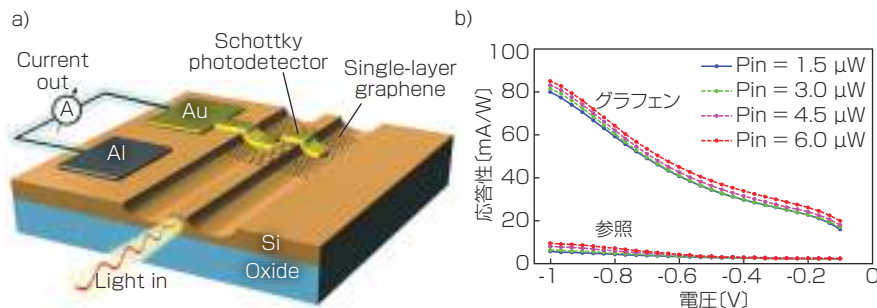 a)
Current
out
A
Schottky
photodetector
Single-layer
graphene
Au
Al
Si
Oxide
Light in
b)
応答性〔mA/W〕
100
80
60
40
20
0
グラフェン
参照
Pin = 1.5 μW
Pin = 3.0 μW
Pin = 4.5 μW
Pin = 6.0 μW
-1 -0.8 -0.6 -0.4 -0.2 0
電圧〔V〕